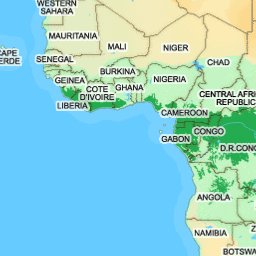 WESTERN
SAHARA
MAURITANIA
MALI
NIGER
CAPE
VERDE
SENEGAL
CHAD
BURKINA
GEINEA
NIGERIA
COTE
D'IVOIRE
GHANA
LIBERIA
CENTRAL AFRI
REPUBLIC
CAMEROON
GABON
CONGO
D.R.CONG
ANGOLA
NAMIBIA
Z
BOTSWA